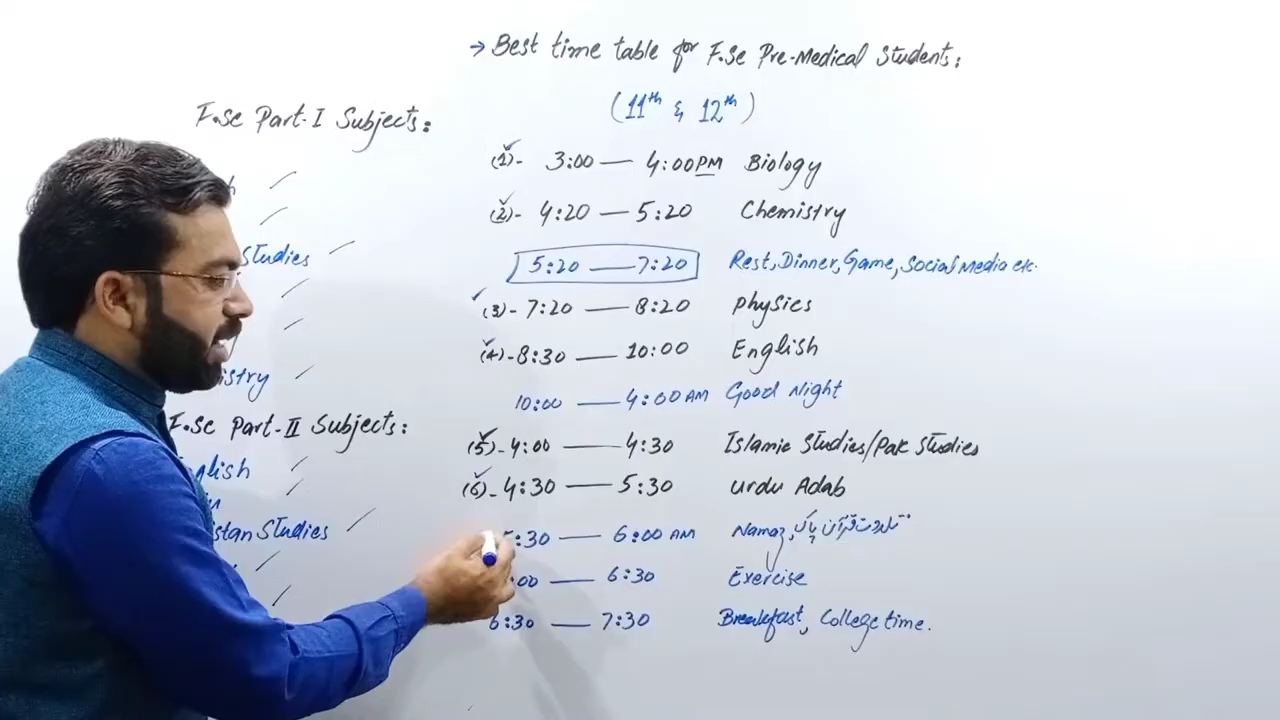 → Best time table for F.Sc Pre-Medical Students:
(11th & 12th)
F.Sc Part-I Subjects:
Studies
istry
F.Sc Part-II Subjects:
nglish
stan Studies
(1)- 3:00 — 4:00 PM Biology
(2)- 4:20 — 5:20 Chemistry
5:20 — 7:20 Rest, Dinner, Game, Social Media etc.
(3)- 7:20 — 8:20 Physics
(4)- 8:30 — 10:00 English
10:00 — 4:00 AM Good Night
(5)- 4:00 — 4:30 Islamic Studies/Pak Studies
(6)- 4:30 — 5:30 Urdu Adab
5:30 — 6:00 AM Namaz, تلاوت قرآن پاک
:00 — 6:30 Exercise
6:30 — 7:30 Breakfast, College time.